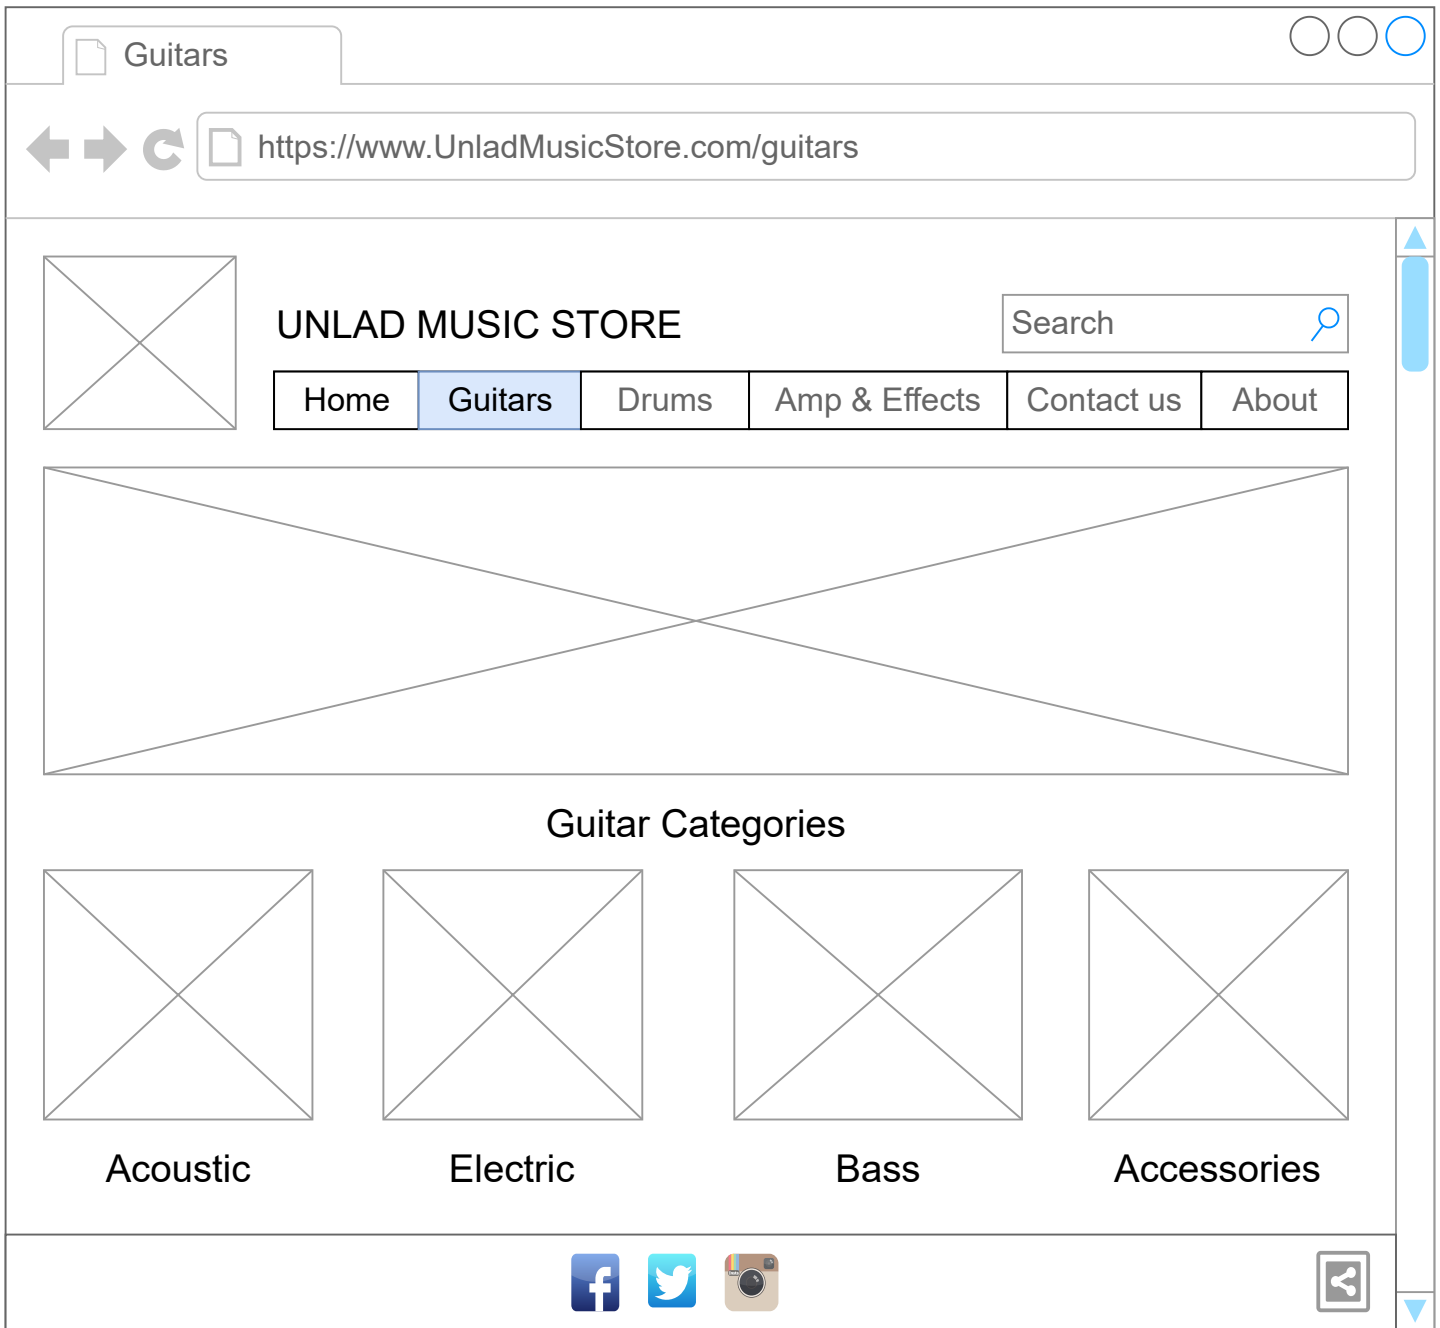 Guitars
https://www.UnladMusicStore.com/guitars
UNLAD MUSIC STORE
Search
Home Guitars Drums Amp & Effects Contact us About
Guitar Categories
Acoustic Electric Bass Accessories